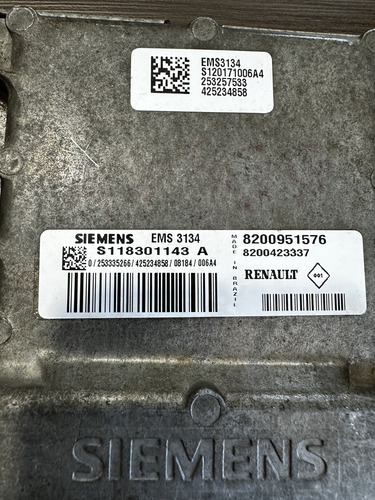 EMS3134
S120171006A4
253257533
425234858
SIEMENS EMS 3134
S118301143 A
0/253335266/425234858/08184/006A4
MADE IN BRAZIL
8200951576
8200423337
RENAULT
001
SIEMENS